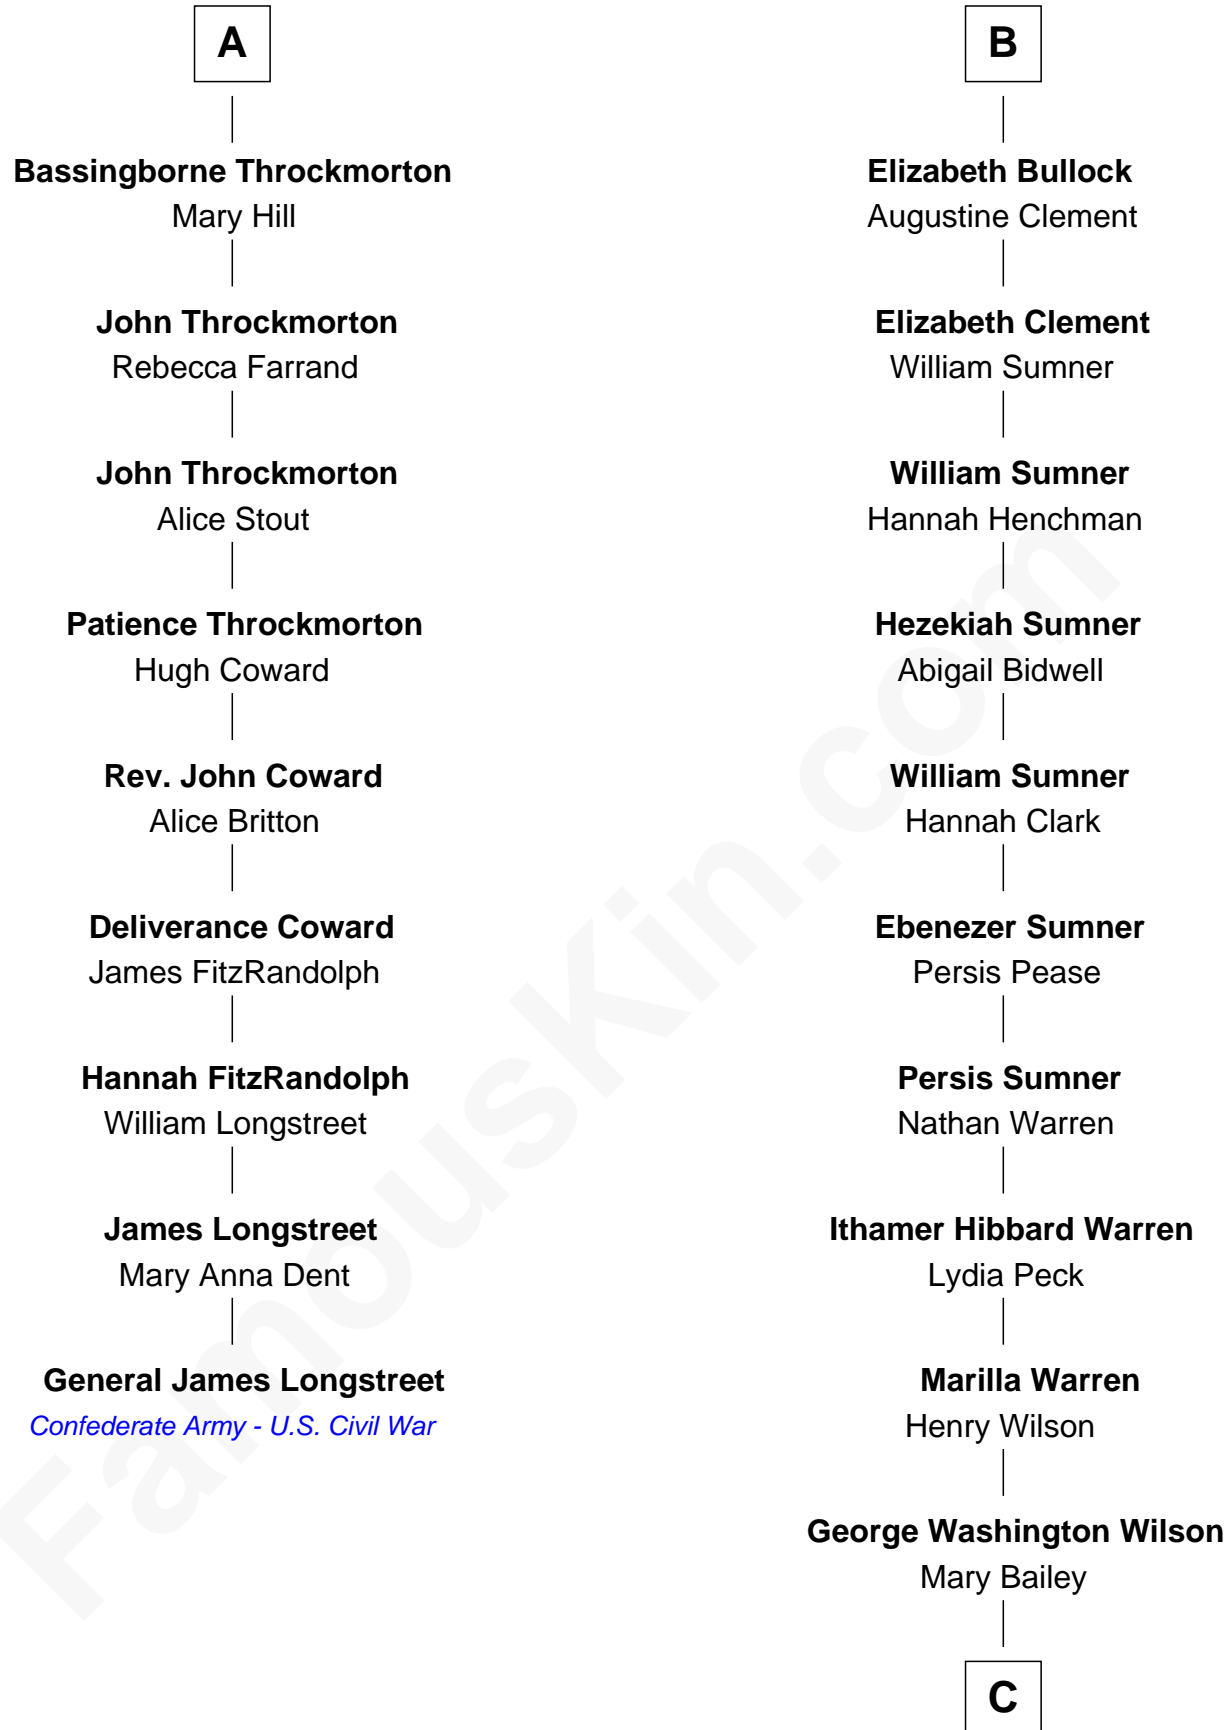 A
Bassingborne Throckmorton
Mary Hill
John Throckmorton
Rebecca Farrand
John Throckmorton
Alice Stout
Patience Throckmorton
Hugh Coward
Rev. John Coward
Alice Britton
Deliverance Coward
James FitzRandolph
Hannah FitzRandolph
William Longstreet
James Longstreet
Mary Anna Dent
General James Longstreet
Confederate Army - U.S. Civil War
B
Elizabeth Bullock
Augustine Clement
Elizabeth Clement
William Sumner
William Sumner
Hannah Henchman
Hezekiah Sumner
Abigail Bidwell
William Sumner
Hannah Clark
Ebenezer Sumner
Persis Pease
Persis Sumner
Nathan Warren
Ithamer Hibbard Warren
Lydia Peck
Marilla Warren
Henry Wilson
George Washington Wilson
Mary Bailey
C
FamousKin.com